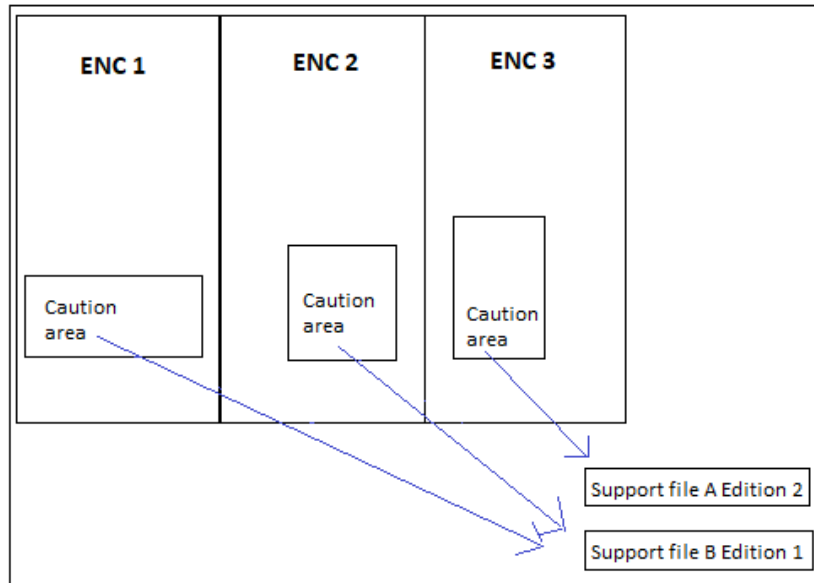 ENC 1
ENC 2
ENC 3
Caution
area
Caution
area
Caution
area
Support file A Edition 2
Support file B Edition 1